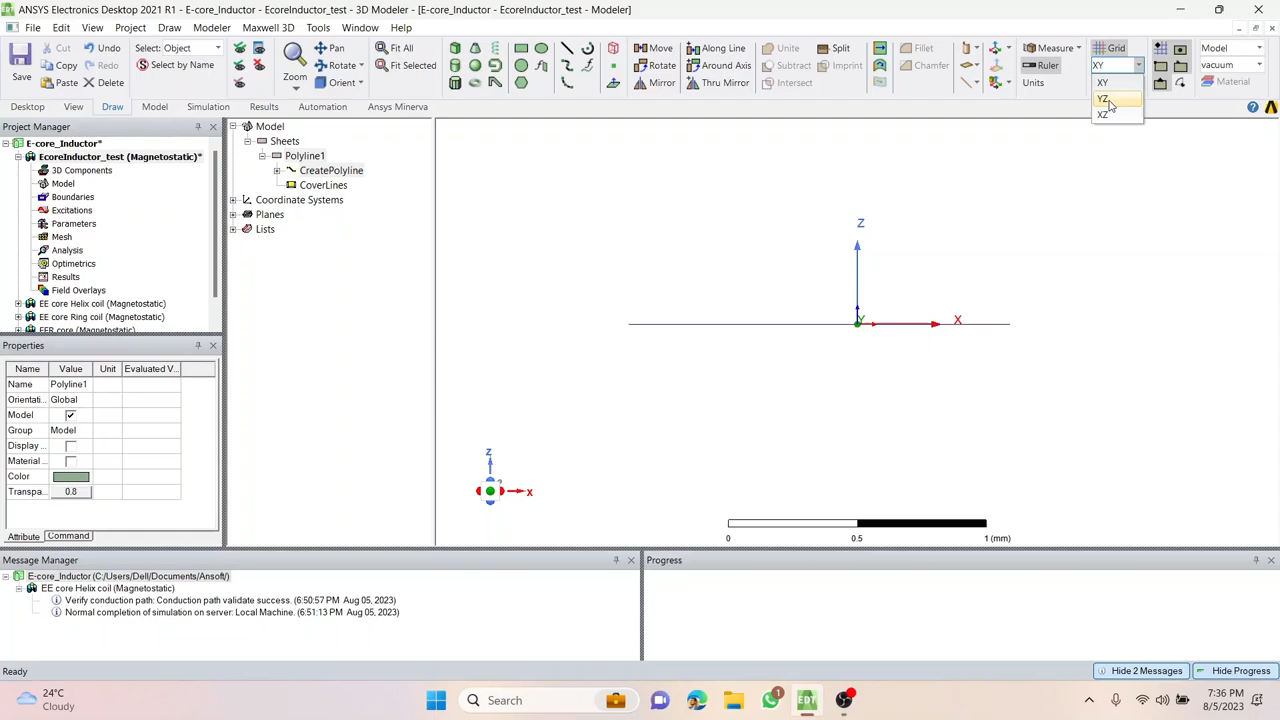 ANSYS Electronics Desktop 2021 R1 - E-core_Inductor - EcoreInductor_test - 3D Modeler - [E-core_Inductor - EcoreInductor_test - Modeler]
File Edit View Project Draw Modeler Maxwell 3D Tools Window Help
Save Cut Copy Paste Undo Redo Delete Select: Object Select by Name Zoom Pan Rotate Orient Fit All Fit Selected
Move Rotate Mirror Along Line Around Axis Thru Mirror Unite Subtract Intersect Split Imprint Fillet Chamfer
Measure Ruler Units Grid XY Model vacuum Material
XY
YZ
XZ
Desktop View Draw Model Simulation Results Automation Ansys Minerva
Project Manager
E-core_Inductor*
EcoreInductor_test (Magnetostatic)*
3D Components
Model
Boundaries
Excitations
Parameters
Mesh
Analysis
Optimetrics
Results
Field Overlays
EE core Helix coil (Magnetostatic)
EE core Ring coil (Magnetostatic)
EER core (Magnetostatic)
Model
Sheets
Polyline1
CreatePolyline
CoverLines
Coordinate Systems
Planes
Lists
Z
Y
X
z
x
0 0.5 1 (mm)
Properties
Name Value Unit Evaluated V...
Name Polyline1
Orientati... Global
Model
Group Model
Display ...
Material ...
Color
Transpa... 0.8
Attribute Command
Message Manager
E-core_Inductor (C:/Users/Dell/Documents/Ansoft/)
EE core Helix coil (Magnetostatic)
Verify conduction path: Conduction path validate success. (6:50:57 PM Aug 05, 2023)
Normal completion of simulation on server: Local Machine. (6:51:13 PM Aug 05, 2023)
Progress
Ready
Hide 2 Messages Hide Progress
24°C
Cloudy
Search
1
EDT
7:36 PM
8/5/2023